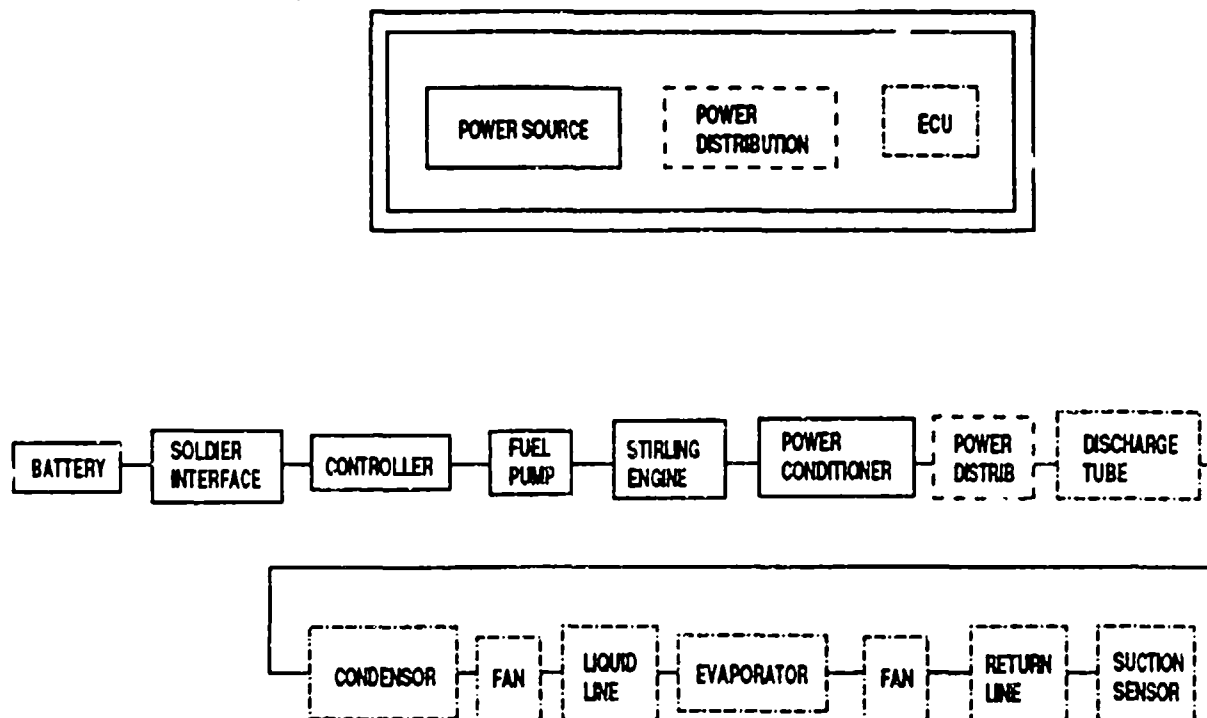 POWER SOURCE
POWER
DISTRIBUTION
ECU
BATTERY
SOLDIER
INTERFACE
CONTROLLER
FUEL
PUMP
STIRLING
ENGINE
POWER
CONDITIONER
POWER
DISTRIB
DISCHARGE
TUBE
CONDENSOR
FAN
LIQUID
LINE
EVAPORATOR
FAN
RETURN
LINE
SUCTION
SENSOR